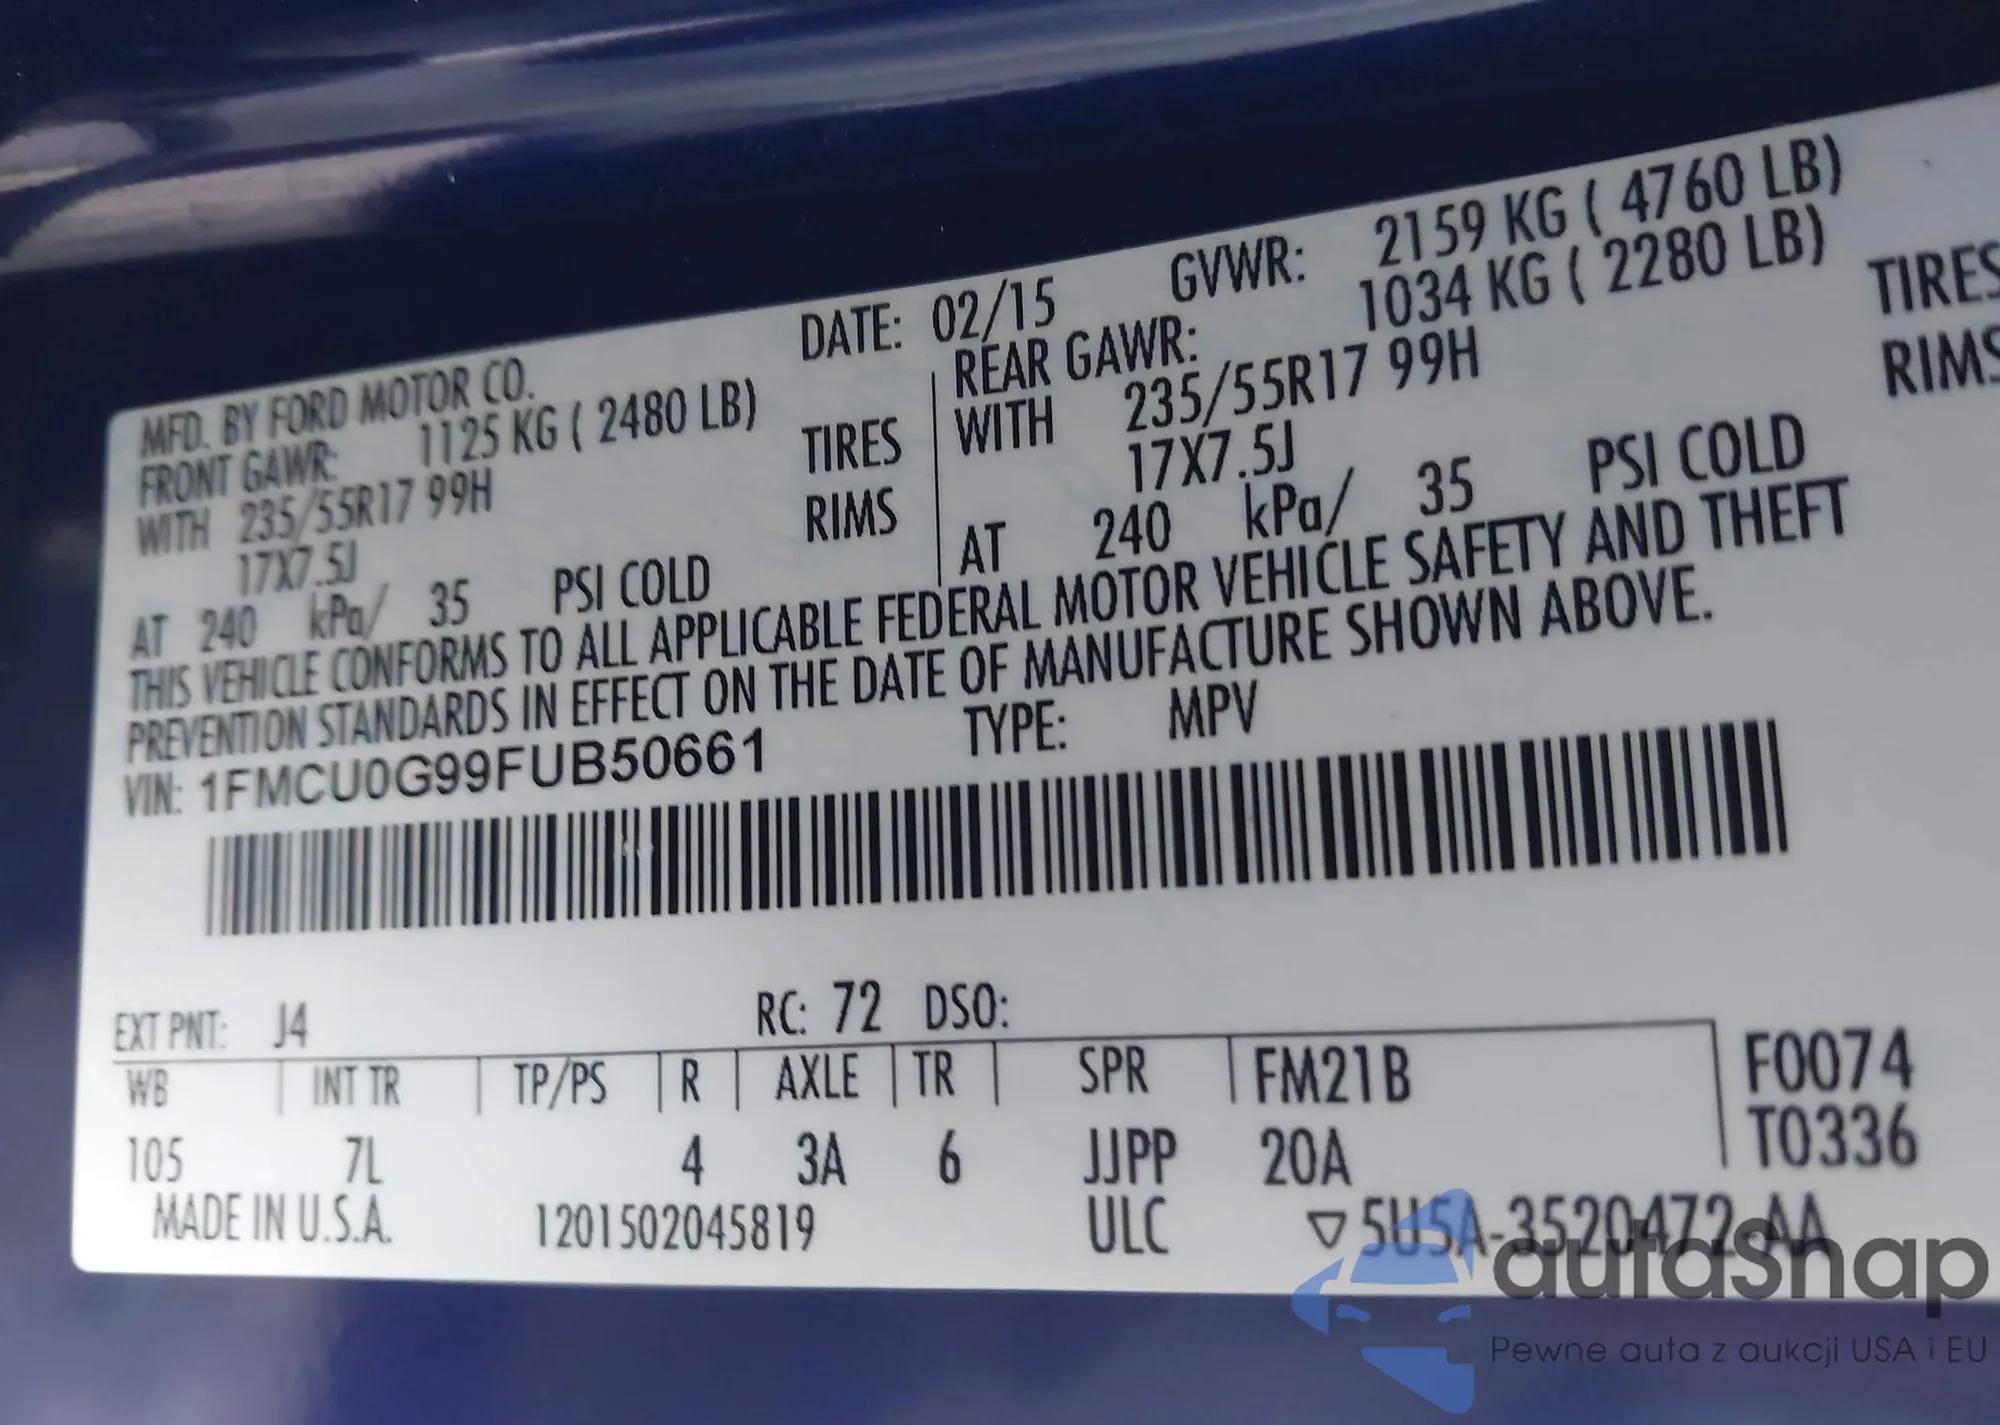 MFD. BY FORD MOTOR CO. DATE: 02/15 GVWR: 2159 KG ( 4760 LB)
FRONT GAWR: 1125 KG ( 2480 LB) REAR GAWR: 1034 KG ( 2280 LB)
WITH 235/55R17 99H TIRES WITH 235/55R17 99H TIRES
17X7.5J RIMS 17X7.5J RIMS
AT 240 kPa/ 35 PSI COLD AT 240 kPa/ 35 PSI COLD
THIS VEHICLE CONFORMS TO ALL APPLICABLE FEDERAL MOTOR VEHICLE SAFETY AND THEFT
PREVENTION STANDARDS IN EFFECT ON THE DATE OF MANUFACTURE SHOWN ABOVE.
VIN: 1FMCU0G99FUB50661 TYPE: MPV
EXT PNT: J4 RC: 72 DSO:
WB INT TR TP/PS R AXLE TR SPR FM21B F0074
105 7L 4 3A 6 JJPP 20A T0336
MADE IN U.S.A. 1201502045819 ULC ▽5U5A-3520472-AA
autaSnap
Pewne auta z aukcji USA i EU